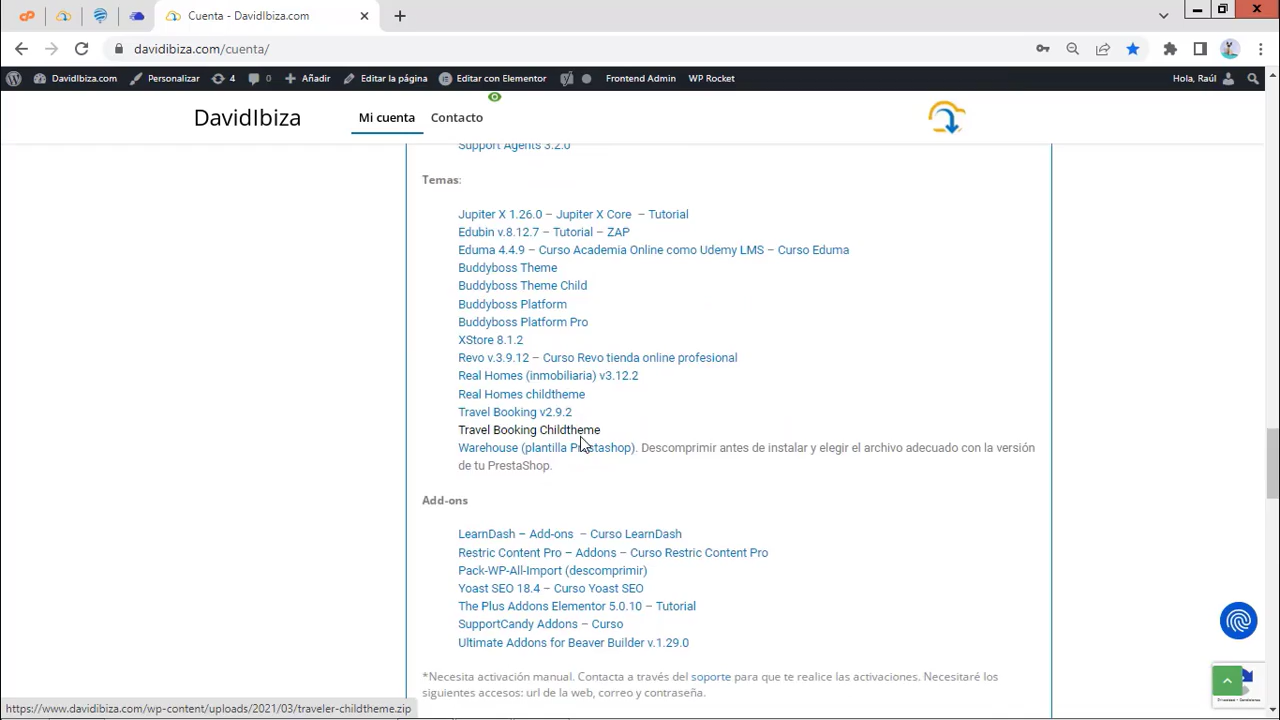 Cuenta - DavidIbiza.com
davidibiza.com/cuenta/
DavidIbiza.com Personalizar 4 0 Añadir Editar la página Editar con Elementor Frontend Admin WP Rocket Hola, Raúl
DavidIbiza Mi cuenta Contacto
Support Agents 3.2.0
Temas:
Jupiter X 1.26.0 – Jupiter X Core – Tutorial
Edubin v.8.12.7 – Tutorial – ZAP
Eduma 4.4.9 – Curso Academia Online como Udemy LMS – Curso Eduma
Buddyboss Theme
Buddyboss Theme Child
Buddyboss Platform
Buddyboss Platform Pro
XStore 8.1.2
Revo v.3.9.12 – Curso Revo tienda online profesional
Real Homes (inmobiliaria) v3.12.2
Real Homes childtheme
Travel Booking v2.9.2
Travel Booking Childtheme
Warehouse (plantilla Prestashop). Descomprimir antes de instalar y elegir el archivo adecuado con la versión
de tu PrestaShop.
Add-ons
LearnDash – Add-ons – Curso LearnDash
Restric Content Pro – Addons – Curso Restric Content Pro
Pack-WP-All-Import (descomprimir)
Yoast SEO 18.4 – Curso Yoast SEO
The Plus Addons Elementor 5.0.10 – Tutorial
SupportCandy Addons – Curso
Ultimate Addons for Beaver Builder v.1.29.0
*Necesita activación manual. Contacta a través del soporte para que te realice las activaciones. Necesitaré los
siguientes accesos: url de la web, correo y contraseña.
https://www.davidibiza.com/wp-content/uploads/2021/03/traveler-childtheme.zip